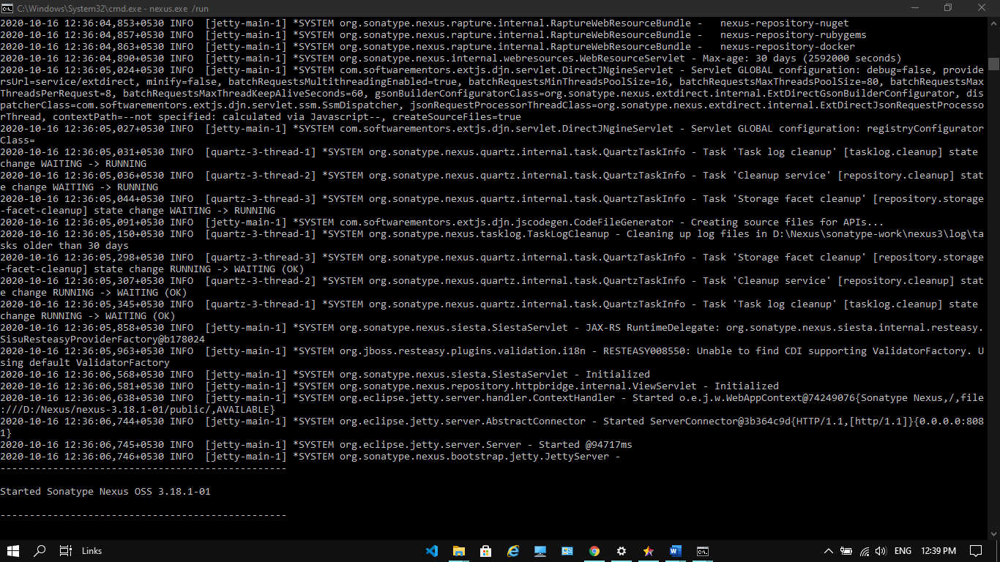 C:\Windows\System32\cmd.exe - nexus.exe /run
2020-10-16 12:36:04,853+0530 INFO  [jetty-main-1] *SYSTEM org.sonatype.nexus.rapture.internal.RaptureWebResourceBundle -   nexus-repository-nuget
2020-10-16 12:36:04,857+0530 INFO  [jetty-main-1] *SYSTEM org.sonatype.nexus.rapture.internal.RaptureWebResourceBundle -   nexus-repository-rubygems
2020-10-16 12:36:04,863+0530 INFO  [jetty-main-1] *SYSTEM org.sonatype.nexus.rapture.internal.RaptureWebResourceBundle -   nexus-repository-docker
2020-10-16 12:36:04,890+0530 INFO  [jetty-main-1] *SYSTEM org.sonatype.nexus.internal.webresources.WebResourceServlet - Max-age: 30 days (2592000 seconds)
2020-10-16 12:36:05,024+0530 INFO  [jetty-main-1] *SYSTEM com.softwarementors.extjs.djn.servlet.DirectJNgineServlet - Servlet GLOBAL configuration: debug=false, provide
rsUrl=service/extdirect, minify=false, batchRequestsMultithreadingEnabled=true, batchRequestsMinThreadsPoolSize=16, batchRequestsMaxThreadsPoolSize=80, batchRequestsMax
ThreadsPerRequest=8, batchRequestsMaxThreadKeepAliveSeconds=60, gsonBuilderConfiguratorClass=org.sonatype.nexus.extdirect.internal.ExtDirectGsonBuilderConfigurator, dis
patcherClass=com.softwarementors.extjs.djn.servlet.ssm.SsmDispatcher, jsonRequestProcessorThreadClass=org.sonatype.nexus.extdirect.internal.ExtDirectJsonRequestProcesso
rThread, contextPath=--not specified: calculated via Javascript--, createSourceFiles=true
2020-10-16 12:36:05,027+0530 INFO  [jetty-main-1] *SYSTEM com.softwarementors.extjs.djn.servlet.DirectJNgineServlet - Servlet GLOBAL configuration: registryConfigurator
Class=
2020-10-16 12:36:05,031+0530 INFO  [quartz-3-thread-1] *SYSTEM org.sonatype.nexus.quartz.internal.task.QuartzTaskInfo - Task 'Task log cleanup' [tasklog.cleanup] state
change WAITING -> RUNNING
2020-10-16 12:36:05,036+0530 INFO  [quartz-3-thread-2] *SYSTEM org.sonatype.nexus.quartz.internal.task.QuartzTaskInfo - Task 'Cleanup service' [repository.cleanup] stat
e change WAITING -> RUNNING
2020-10-16 12:36:05,044+0530 INFO  [quartz-3-thread-3] *SYSTEM org.sonatype.nexus.quartz.internal.task.QuartzTaskInfo - Task 'Storage facet cleanup' [repository.storage
-facet-cleanup] state change WAITING -> RUNNING
2020-10-16 12:36:05,091+0530 INFO  [jetty-main-1] *SYSTEM com.softwarementors.extjs.djn.jscodegen.CodeFileGenerator - Creating source files for APIs...
2020-10-16 12:36:05,150+0530 INFO  [quartz-3-thread-1] *SYSTEM org.sonatype.nexus.tasklog.TaskLogCleanup - Cleaning up log files in D:\Nexus\sonatype-work\nexus3\log\ta
sks older than 30 days
2020-10-16 12:36:05,298+0530 INFO  [quartz-3-thread-3] *SYSTEM org.sonatype.nexus.quartz.internal.task.QuartzTaskInfo - Task 'Storage facet cleanup' [repository.storage
-facet-cleanup] state change RUNNING -> WAITING (OK)
2020-10-16 12:36:05,307+0530 INFO  [quartz-3-thread-2] *SYSTEM org.sonatype.nexus.quartz.internal.task.QuartzTaskInfo - Task 'Cleanup service' [repository.cleanup] stat
e change RUNNING -> WAITING (OK)
2020-10-16 12:36:05,345+0530 INFO  [quartz-3-thread-1] *SYSTEM org.sonatype.nexus.quartz.internal.task.QuartzTaskInfo - Task 'Task log cleanup' [tasklog.cleanup] state
change RUNNING -> WAITING (OK)
2020-10-16 12:36:05,858+0530 INFO  [jetty-main-1] *SYSTEM org.sonatype.nexus.siesta.SiestaServlet - JAX-RS RuntimeDelegate: org.sonatype.nexus.siesta.internal.resteasy.
SisuResteasyProviderFactory@b178024
2020-10-16 12:36:05,963+0530 INFO  [jetty-main-1] *SYSTEM org.jboss.resteasy.plugins.validation.i18n - RESTEASY008550: Unable to find CDI supporting ValidatorFactory. U
sing default ValidatorFactory
2020-10-16 12:36:06,568+0530 INFO  [jetty-main-1] *SYSTEM org.sonatype.nexus.siesta.SiestaServlet - Initialized
2020-10-16 12:36:06,581+0530 INFO  [jetty-main-1] *SYSTEM org.sonatype.nexus.repository.httpbridge.internal.ViewServlet - Initialized
2020-10-16 12:36:06,638+0530 INFO  [jetty-main-1] *SYSTEM org.eclipse.jetty.server.handler.ContextHandler - Started o.e.j.w.WebAppContext@74249076{Sonatype Nexus,/,file
:///D:/Nexus/nexus-3.18.1-01/public/,AVAILABLE}
2020-10-16 12:36:06,744+0530 INFO  [jetty-main-1] *SYSTEM org.eclipse.jetty.server.AbstractConnector - Started ServerConnector@3b364c9d{HTTP/1.1,[http/1.1]}{0.0.0.0:808
1}
2020-10-16 12:36:06,745+0530 INFO  [jetty-main-1] *SYSTEM org.eclipse.jetty.server.Server - Started @94717ms
2020-10-16 12:36:06,746+0530 INFO  [jetty-main-1] *SYSTEM org.sonatype.nexus.bootstrap.jetty.JettyServer -
-------------------------------------------------
Started Sonatype Nexus OSS 3.18.1-01
-------------------------------------------------
Links
ENG
12:39 PM